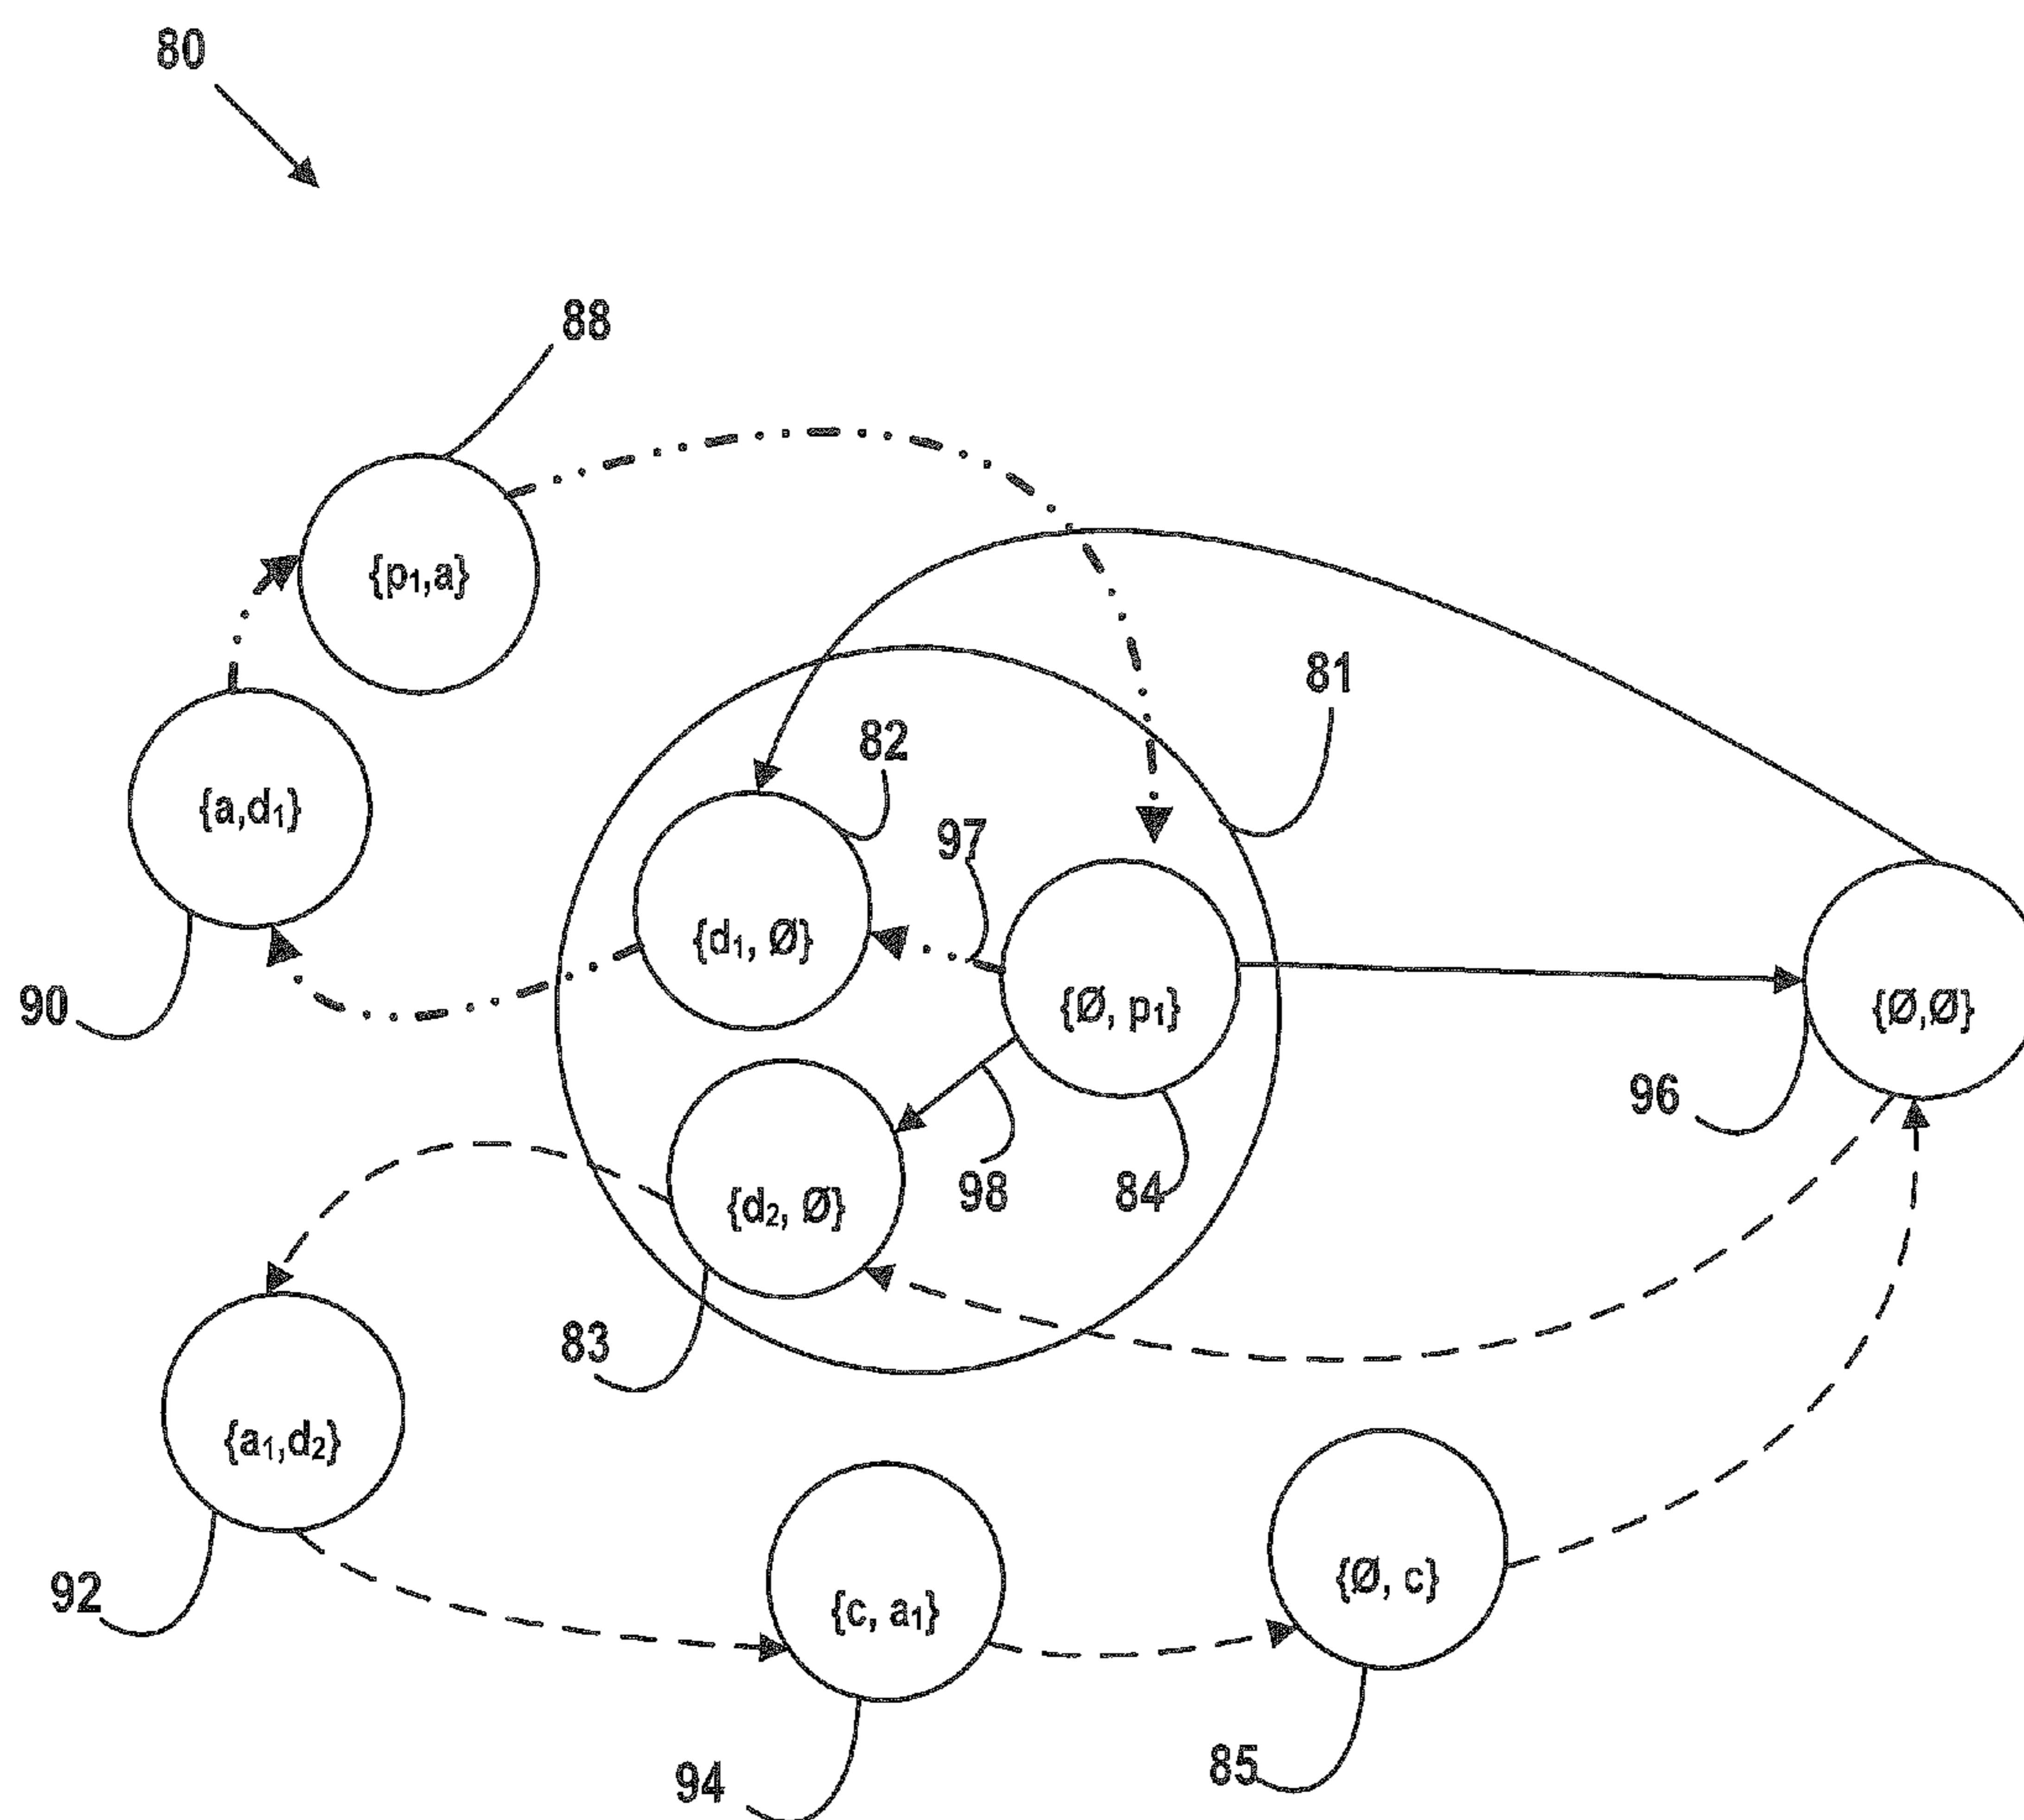 80
88
{p₁,a}
81
82
{a,d₁}
97
{d₁, Ø}
90
{Ø, p₁}
{Ø,Ø}
96
98
84
{d₂, Ø}
83
{a₁,d₂}
{Ø, c}
92
{c, a₁}
94
85